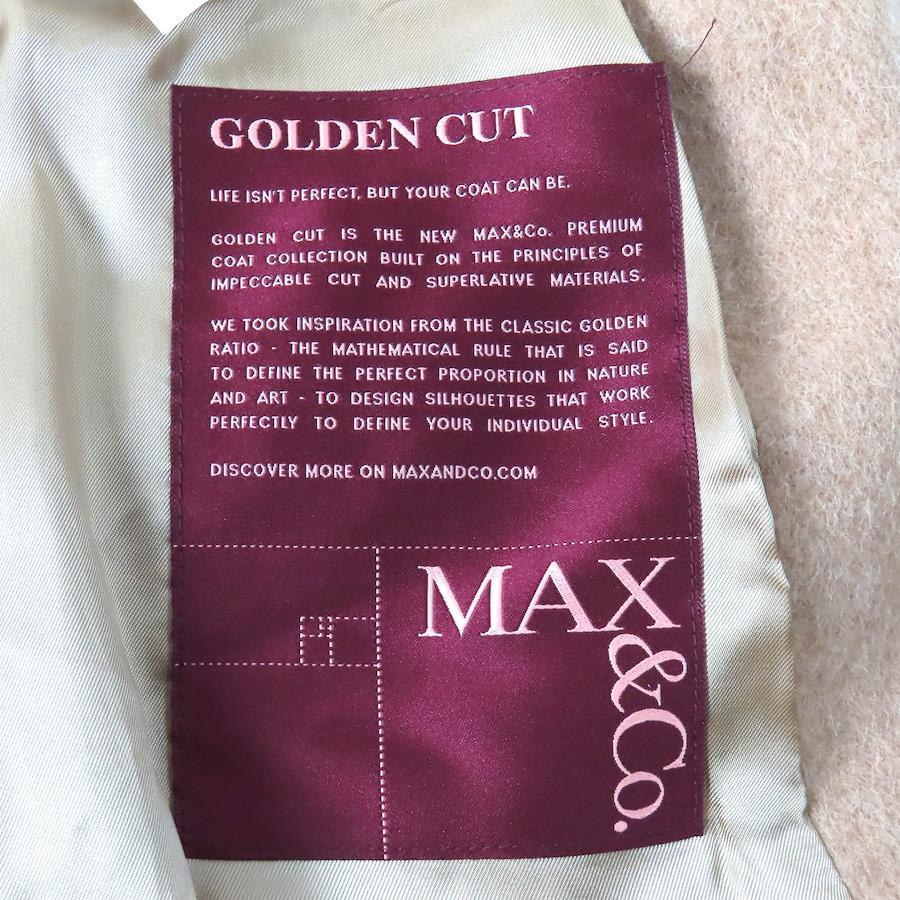 GOLDEN CUT
LIFE ISN'T PERFECT, BUT YOUR COAT CAN BE.
GOLDEN CUT IS THE NEW MAX&Co. PREMIUM
COAT COLLECTION BUILT ON THE PRINCIPLES OF
IMPECCABLE CUT AND SUPERLATIVE MATERIALS.
WE TOOK INSPIRATION FROM THE CLASSIC GOLDEN
RATIO - THE MATHEMATICAL RULE THAT IS SAID
TO DEFINE THE PERFECT PROPORTION IN NATURE
AND ART - TO DESIGN SILHOUETTES THAT WORK
PERFECTLY TO DEFINE YOUR INDIVIDUAL STYLE.
DISCOVER MORE ON MAXANDCO.COM
MAX
&Co.